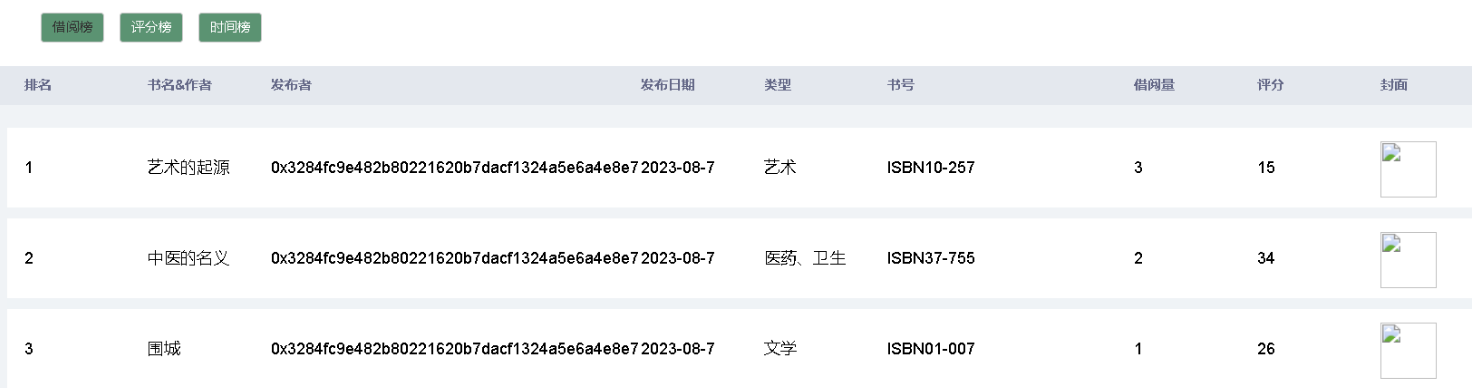 借阅榜 评分榜 时间榜
排名 书名&作者 发布者 发布日期 类型 书号 借阅量 评分 封面
1 艺术的起源 0x3284fc9e482b80221620b7dacf1324a5e6a4e8e7 2023-08-7 艺术 ISBN10-257 3 15
2 中医的名义 0x3284fc9e482b80221620b7dacf1324a5e6a4e8e7 2023-08-7 医药、卫生 ISBN37-755 2 34
3 围城 0x3284fc9e482b80221620b7dacf1324a5e6a4e8e7 2023-08-7 文学 ISBN01-007 1 26